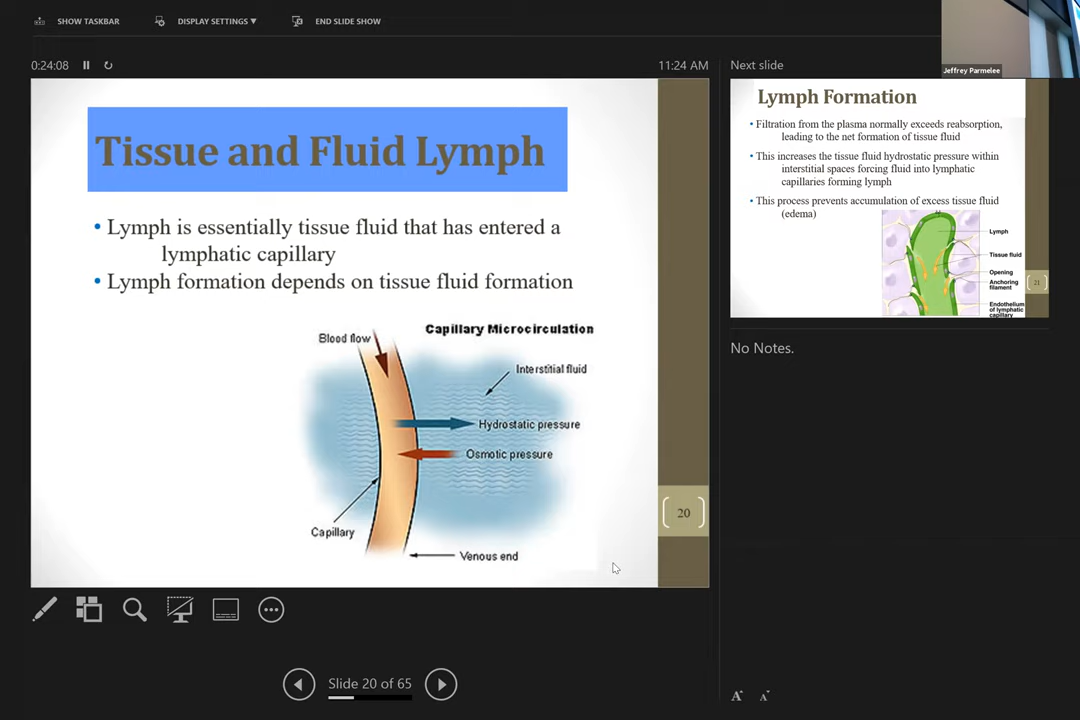 SHOW TASKBAR
DISPLAY SETTINGS ▼
END SLIDE SHOW
Jeffrey Parmelee
0:24:08
11:24 AM
Tissue and Fluid Lymph
• Lymph is essentially tissue fluid that has entered a
lymphatic capillary
• Lymph formation depends on tissue fluid formation
Capillary Microcirculation
Blood flow
Interstitial fluid
Hydrostatic pressure
Osmotic pressure
Capillary
Venous end
20
Slide 20 of 65
Next slide
Lymph Formation
• Filtration from the plasma normally exceeds reabsorption,
leading to the net formation of tissue fluid
• This increases the tissue fluid hydrostatic pressure within
interstitial spaces forcing fluid into lymphatic
capillaries forming lymph
• This process prevents accumulation of excess tissue fluid
(edema)
Lymph
Tissue fluid
Opening
Anchoring
filament
Endothelium
of lymphatic
capillary
21
No Notes.
A A